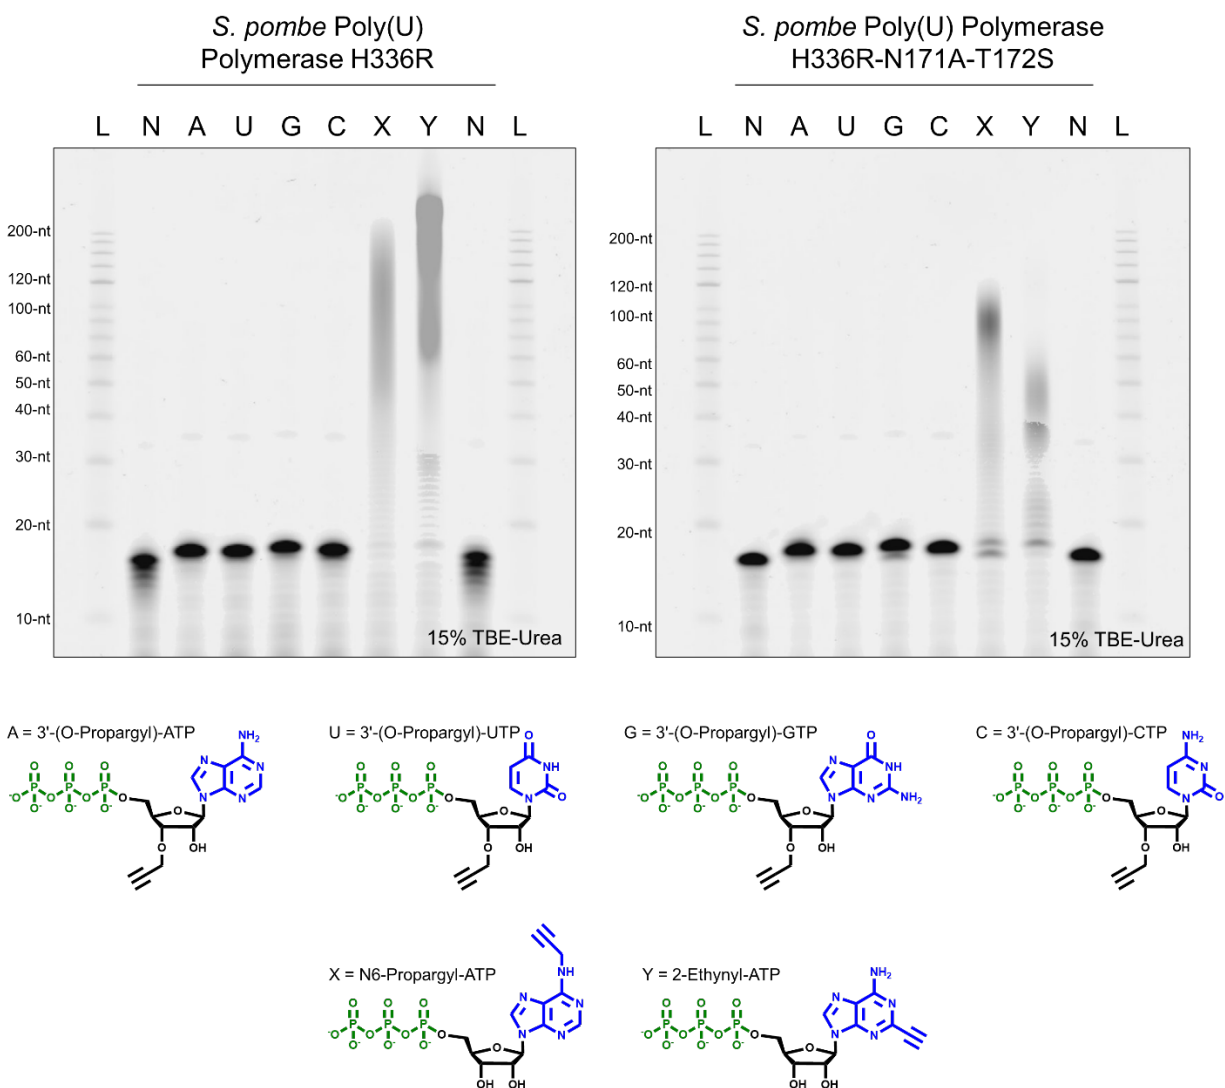 S. pombe Poly(U)
Polymerase H336R
S. pombe Poly(U) Polymerase
H336R-N171A-T172S
L N A U G C X Y N L
L N A U G C X Y N L
200-nt
120-nt
100-nt
60-nt
50-nt
40-nt
30-nt
20-nt
10-nt
15% TBE-Urea
200-nt
120-nt
100-nt
60-nt
50-nt
40-nt
30-nt
20-nt
10-nt
15% TBE-Urea
A = 3'-(O-Propargyl)-ATP
U = 3'-(O-Propargyl)-UTP
G = 3'-(O-Propargyl)-GTP
C = 3'-(O-Propargyl)-CTP
X = N6-Propargyl-ATP
Y = 2-Ethynyl-ATP